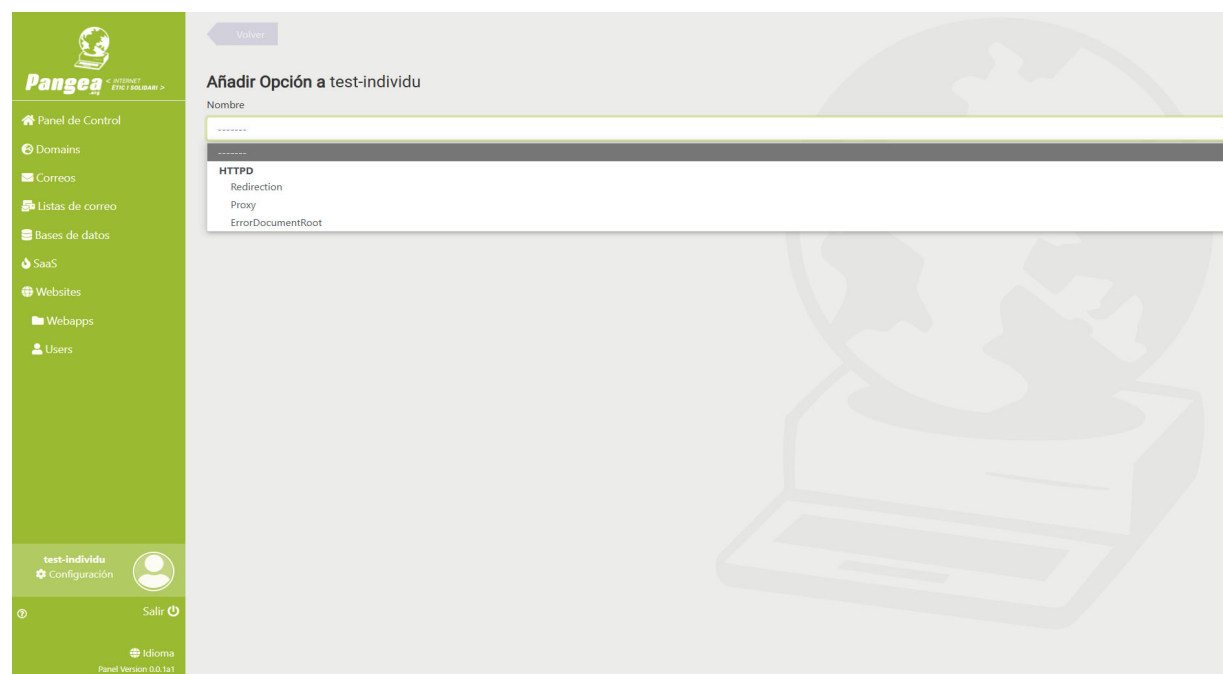 Pangea
.org
< INTERNET
ÈTIC I SOLIDARI >
Panel de Control
Domains
Correos
Listas de correo
Bases de datos
SaaS
Websites
Webapps
Users
test-individu
Configuración
Salir
Idioma
Panel Version 0.0.1a1
Volver
Añadir Opción a test-individu
Nombre
-------
-------
HTTPD
Redirection
Proxy
ErrorDocumentRoot